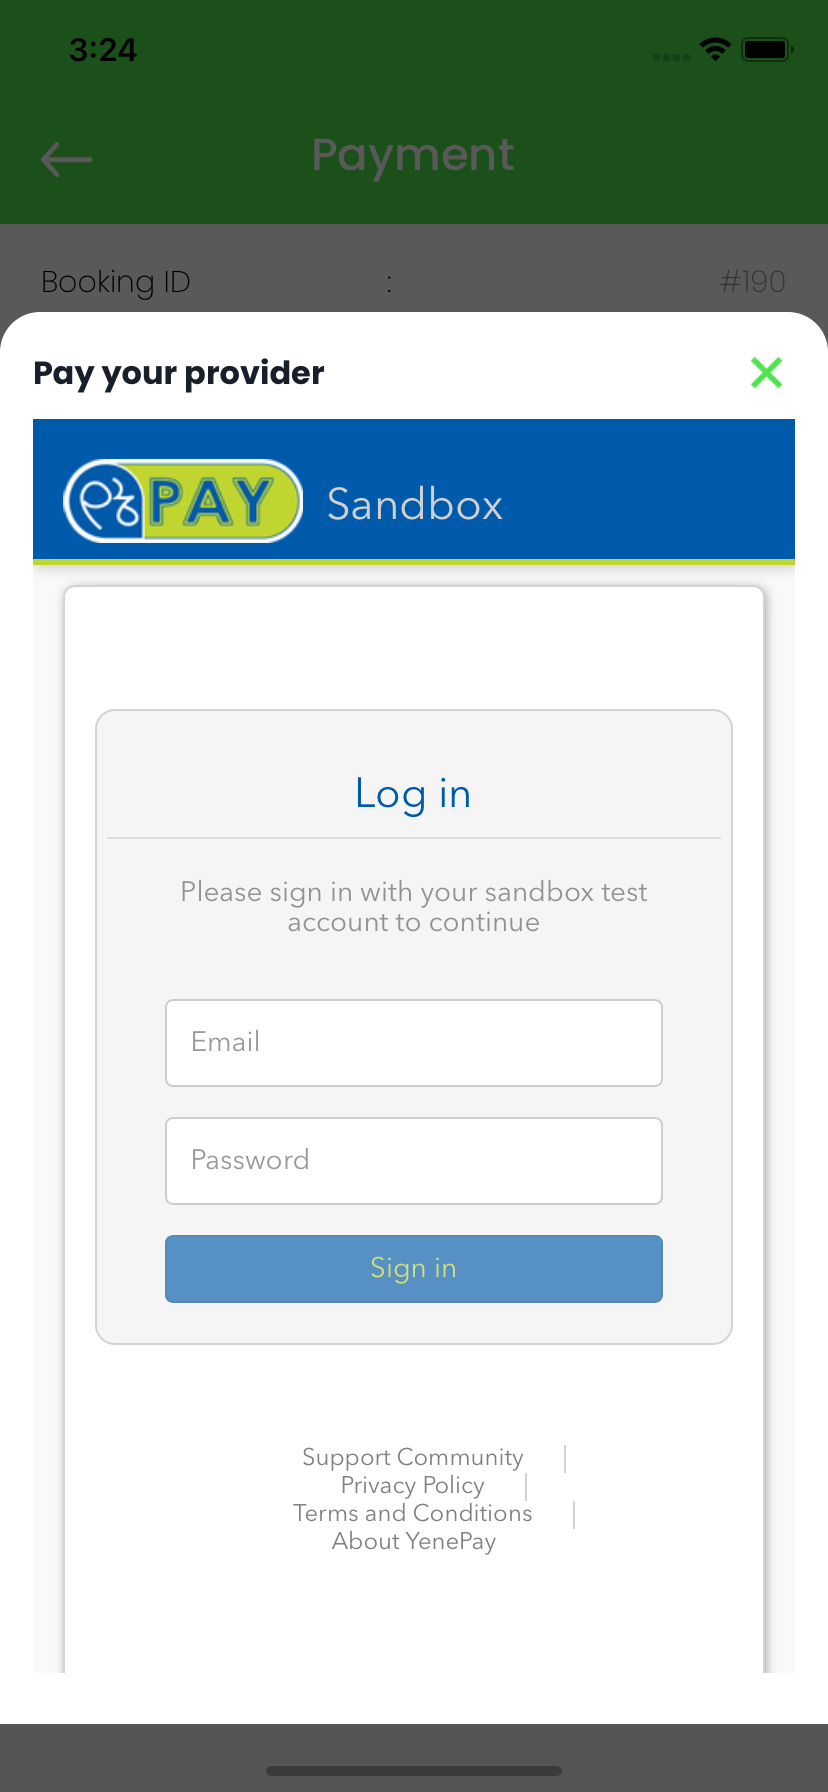 3:24
Payment
Booking ID : #190
Pay your provider
የኔPAY Sandbox
Log in
Please sign in with your sandbox test
account to continue
Email
Password
Sign in
Support Community |
Privacy Policy |
Terms and Conditions |
About YenePay